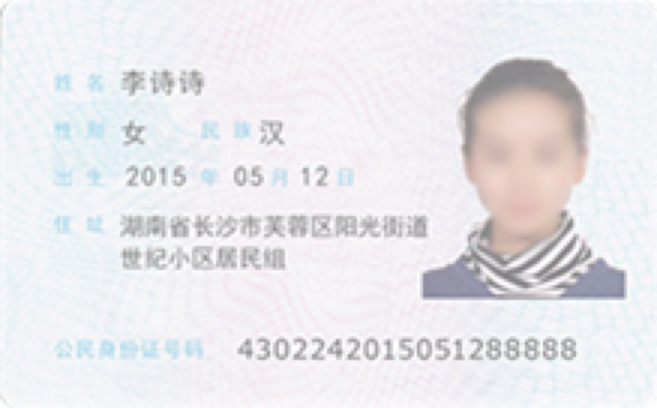 姓名 李诗诗
性别 女 民族 汉
出生 2015 年 05 月 12 日
住址 湖南省长沙市芙蓉区阳光街道
世纪小区居民组
公民身份证号码 4302242015051288888